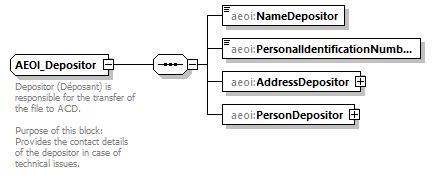 aeoi:NameDepositor
aeoi:PersonalIdentificationNumb...
AEOI_Depositor
aeoi:AddressDepositor
aeoi:PersonDepositor
Depositor (Déposant) is
responsible for the transfer of
the file to ACD.
Purpose of this block:
Provides the contact details
of the depositor in case of
technical issues.